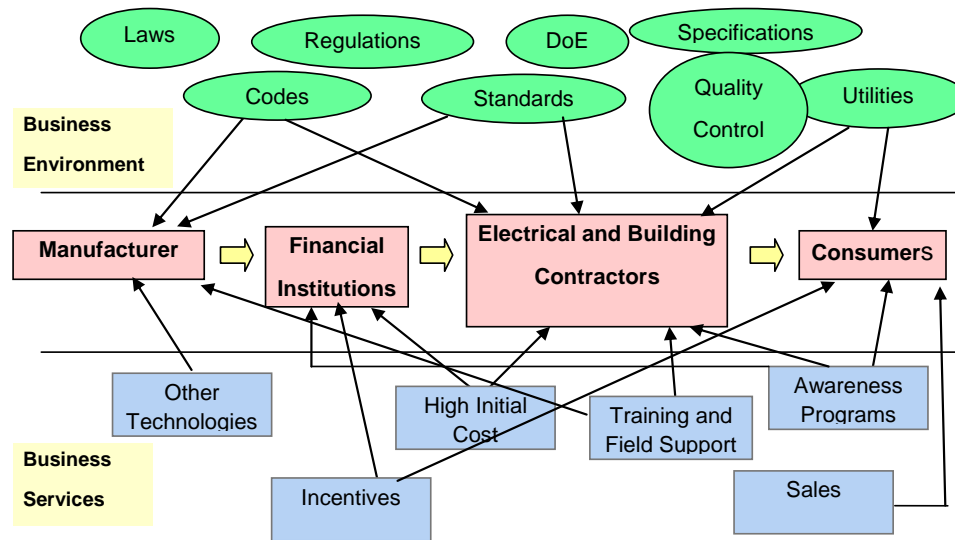 Laws
Regulations
DoE
Specifications
Codes
Standards
Quality
Control
Utilities
Business
Environment
Manufacturer
Financial
Institutions
Electrical and Building
Contractors
Consumers
Other
Technologies
High Initial
Cost
Training and
Field Support
Awareness
Programs
Business
Services
Incentives
Sales